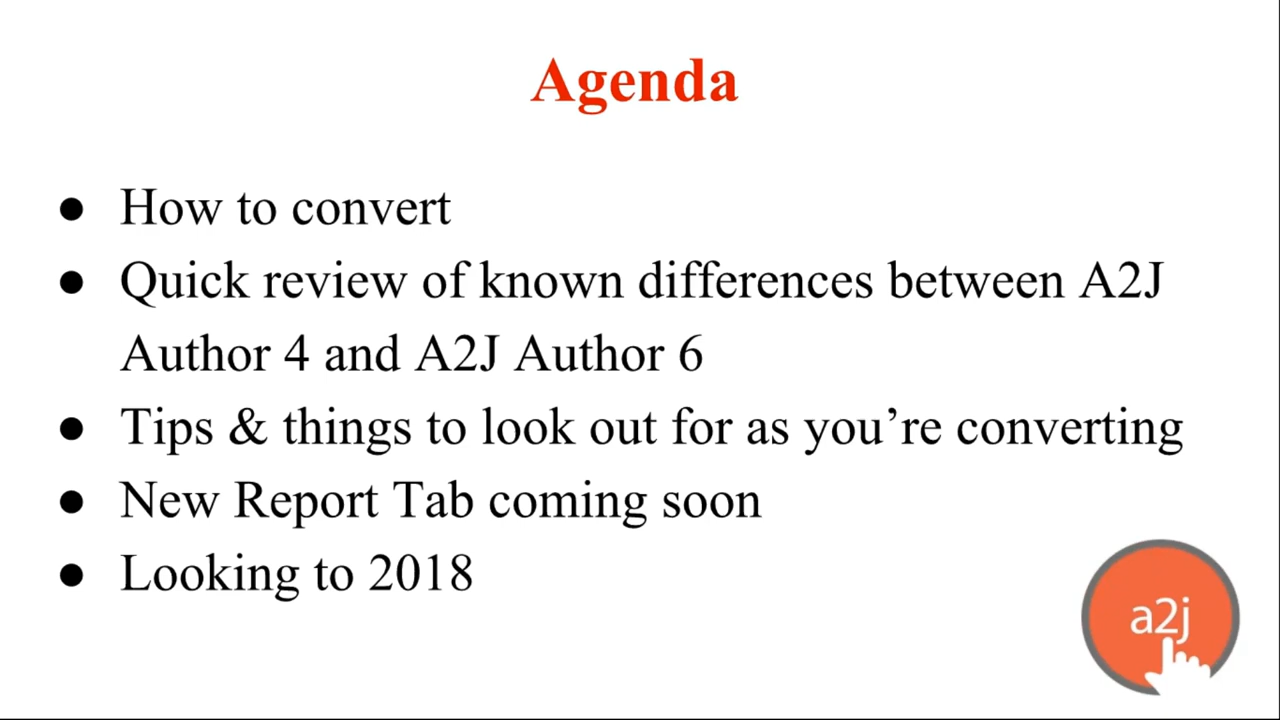 Agenda
● How to convert
● Quick review of known differences between A2J
Author 4 and A2J Author 6
● Tips & things to look out for as you’re converting
● New Report Tab coming soon
● Looking to 2018
a2j